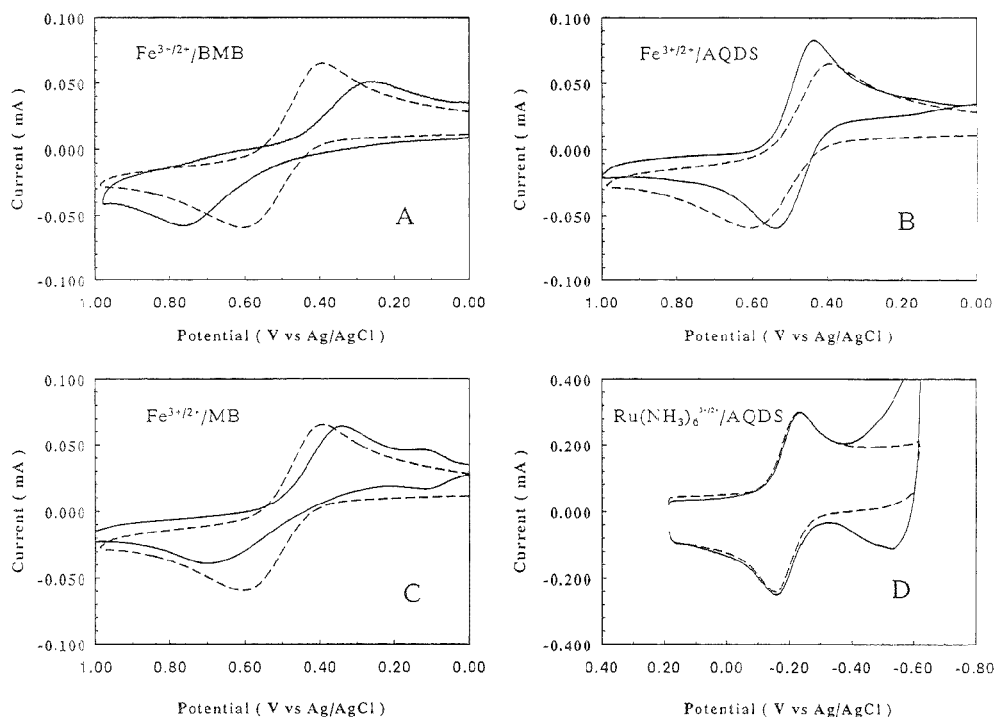 Fe³⁺/²⁺/BMB
Current ( mA )
0.100
0.050
0.000
-0.050
-0.100
A
1.00 0.80 0.60 0.40 0.20 0.00
Potential ( V vs Ag/AgCl )
Fe³⁺/²⁺/AQDS
Current ( mA )
0.100
0.050
0.000
-0.050
-0.100
B
1.00 0.80 0.60 0.40 0.20 0.00
Potential ( V vs Ag/AgCl )
Fe³⁺/²⁺/MB
Current ( mA )
0.100
0.050
0.000
-0.050
-0.100
C
1.00 0.80 0.60 0.40 0.20 0.00
Potential ( V vs Ag/AgCl )
Ru(NH₃)₆³⁺/²⁺/AQDS
Current ( mA )
0.400
0.200
0.000
-0.200
-0.400
D
0.40 0.20 0.00 -0.20 -0.40 -0.60 -0.80
Potential ( V vs Ag/AgCl )